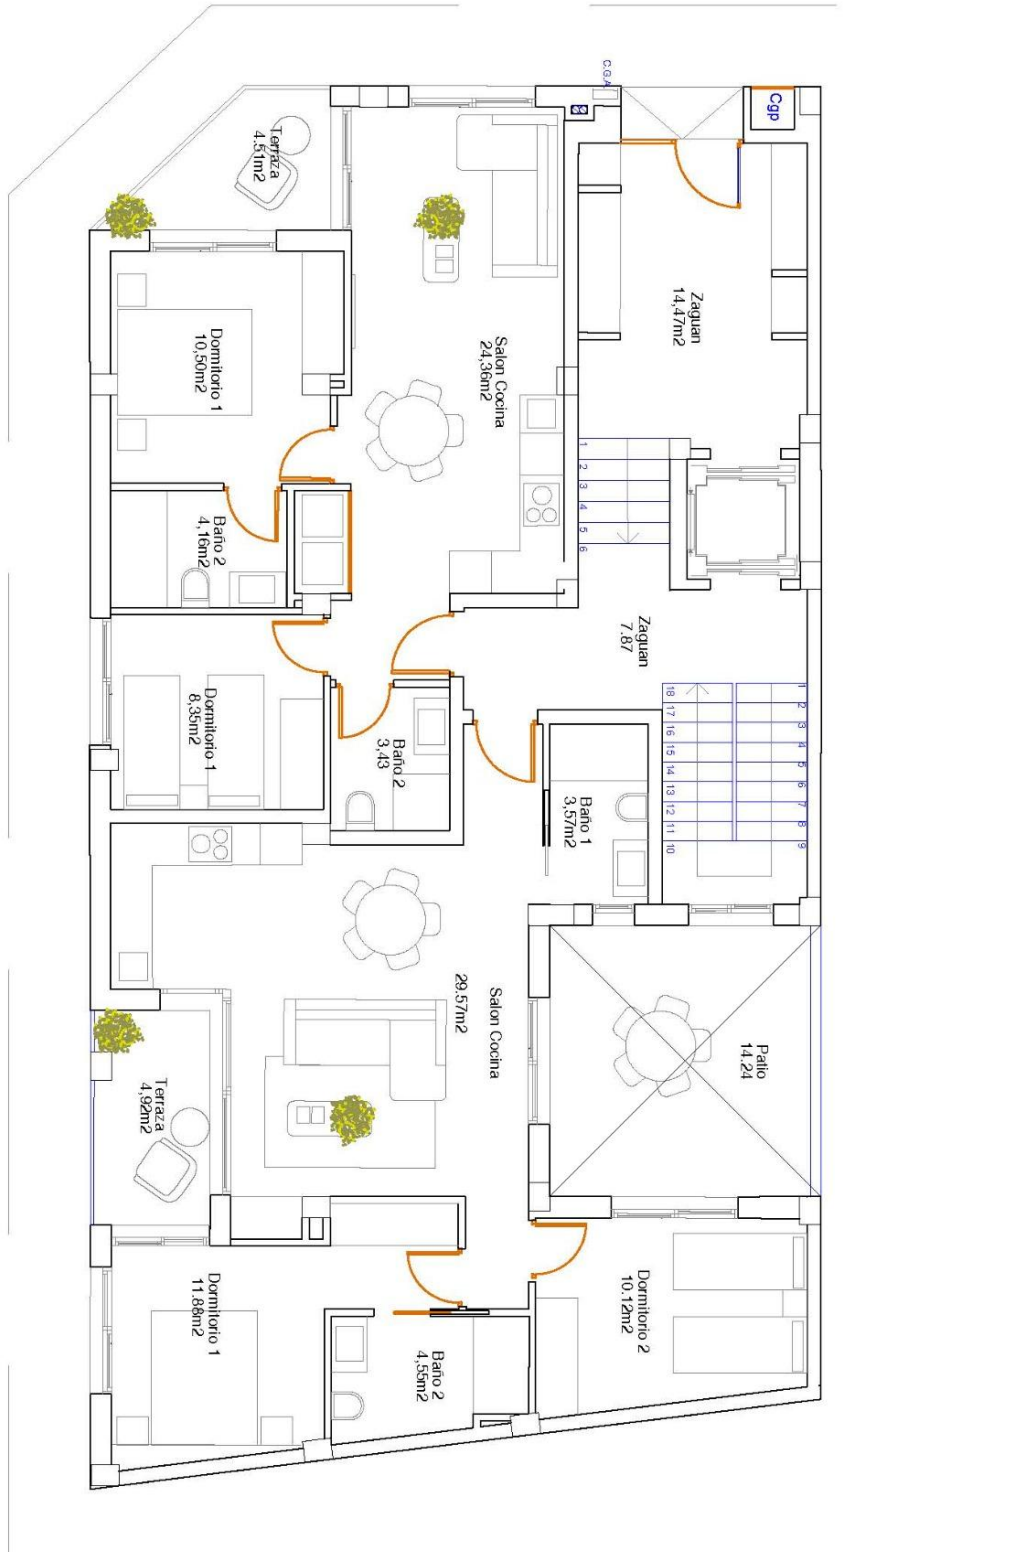 C.G.A
Cgp
Terraza
4.51m2
Zaguan
14,47m2
Salon Cocina
24,36m2
Dormitorio 1
10,50m2
1
2
3
4
5
6
Baño 2
4,16m2
Zaguan
7.87
Dormitorio 1
8,35m2
18
17
16
15
14
13
12
11
10
1
2
3
4
5
6
7
8
9
Baño 2
3,43
Baño 1
3,57m2
Salon Cocina
29.57m2
Patio
14.24
Terraza
4,92m2
Dormitorio 1
11.88m2
Dormitorio 2
10.12m2
Baño 2
4,55m2